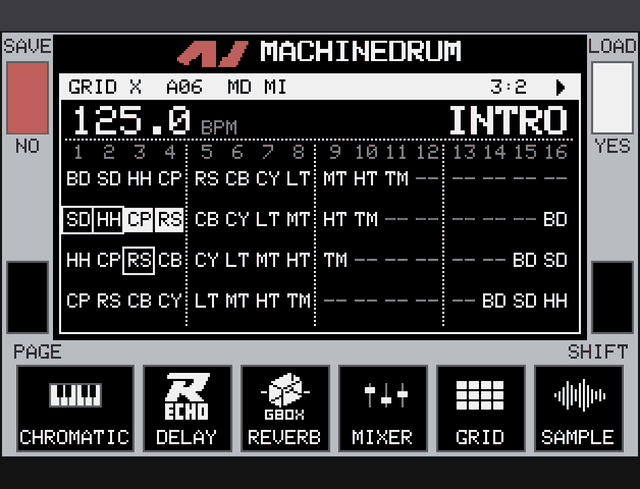 SAVE
LOAD
MACHINEDRUM
GRID X A06 MD MI 3:2
125.0 BPM INTRO
NO
YES
1 2 3 4 5 6 7 8 9 10 11 12 13 14 15 16
BD SD HH CP RS CB CY LT MT HT TM -- -- -- -- --
SD HH CP RS CB CY LT MT HT TM -- -- -- -- -- BD
HH CP RS CB CY LT MT HT TM -- -- -- -- -- BD SD
CP RS CB CY LT MT HT TM -- -- -- -- -- BD SD HH
PAGE
SHIFT
R
ECHO
GBOX
CHROMATIC DELAY REVERB MIXER GRID SAMPLE